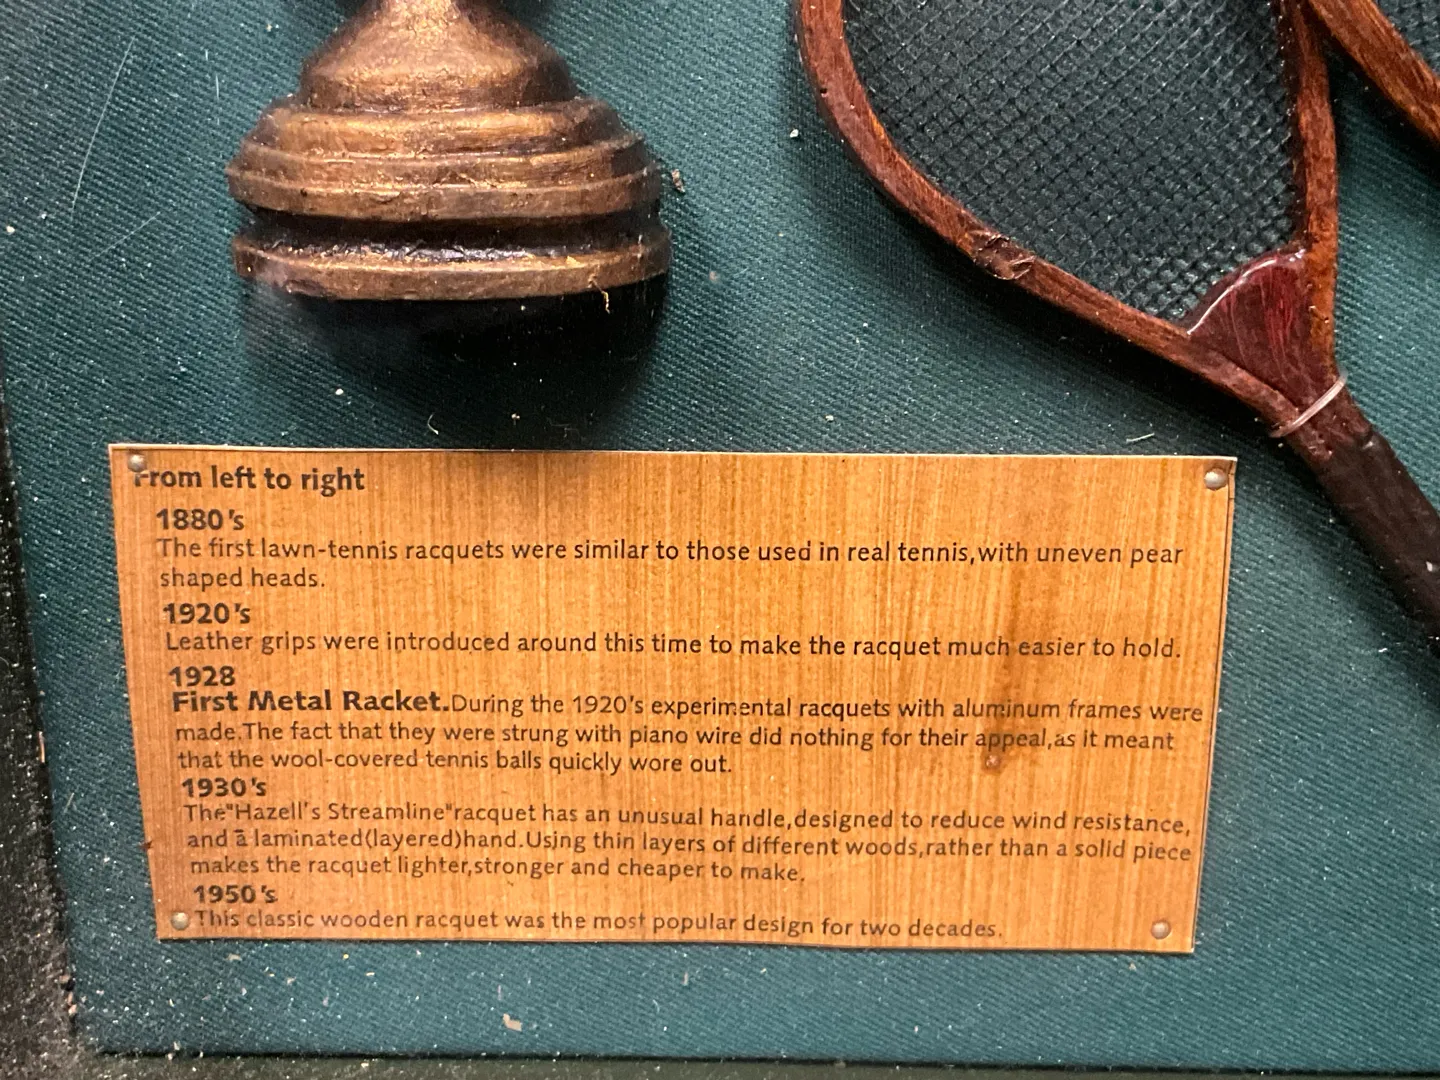 From left to right
1880's
The first lawn-tennis racquets were similar to those used in real tennis,with uneven pear
shaped heads.
1920's
Leather grips were introduced around this time to make the racquet much easier to hold.
1928
First Metal Racket.During the 1920's experimental racquets with aluminum frames were
made.The fact that they were strung with piano wire did nothing for their appeal,as it meant
that the wool-covered tennis balls quickly wore out.
1930's
The"Hazell's Streamline"racquet has an unusual handle,designed to reduce wind resistance,
and a laminated(layered)hand.Using thin layers of different woods,rather than a solid piece
makes the racquet lighter,stronger and cheaper to make.
1950's
This classic wooden racquet was the most popular design for two decades.